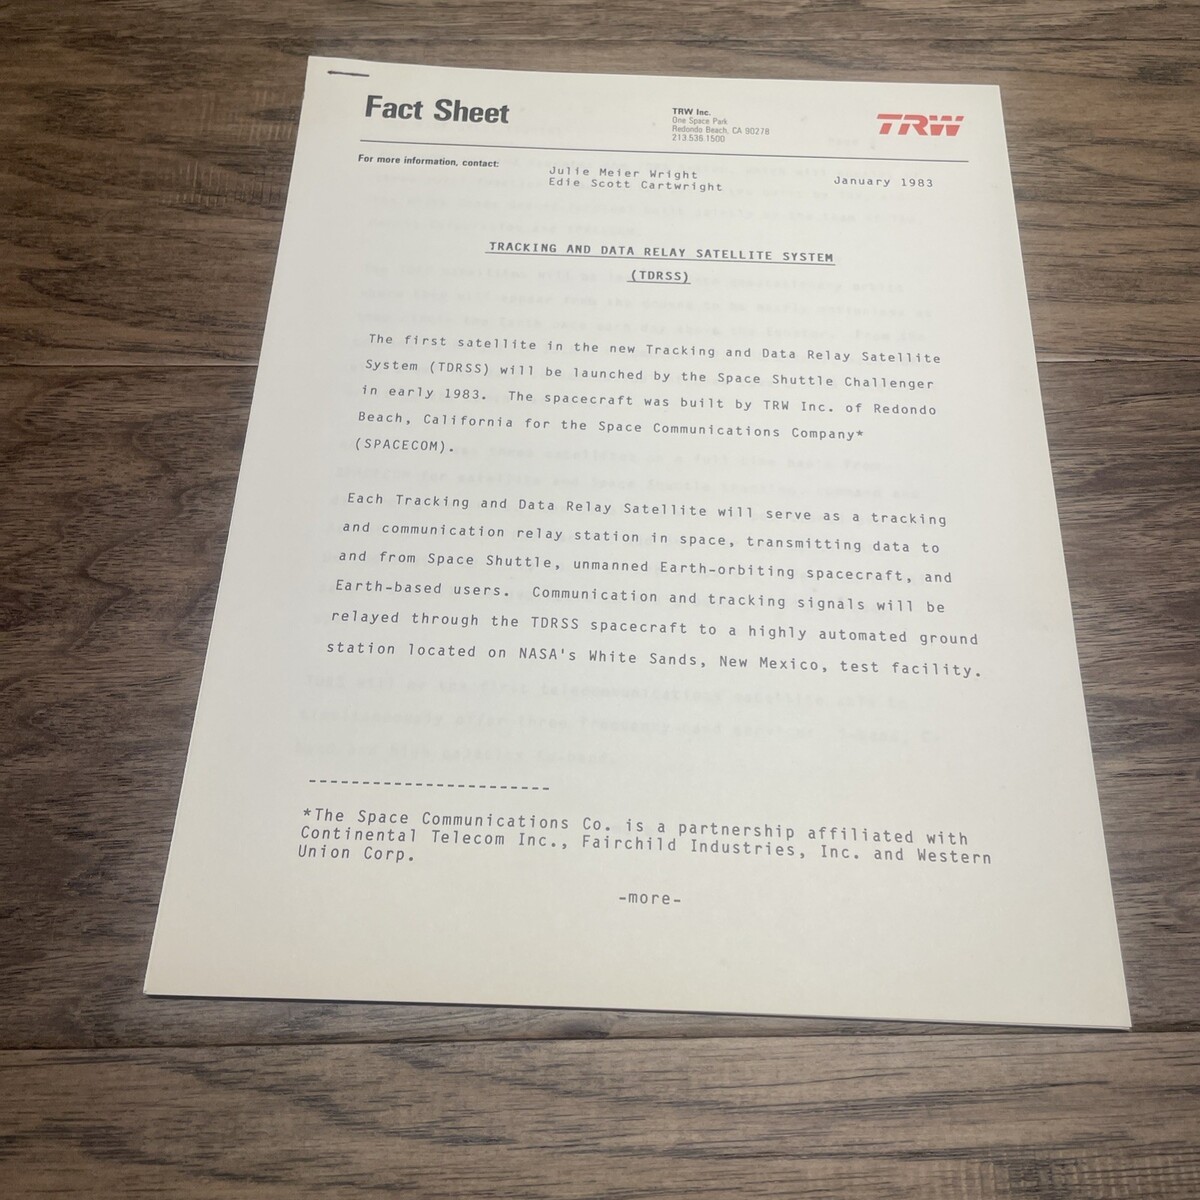 Fact Sheet
TRW Inc.
One Space Park
Redondo Beach, CA 90278
213.536.1500
TRW
For more information, contact:
Julie Meier Wright
Edie Scott Cartwright
January 1983
TRACKING AND DATA RELAY SATELLITE SYSTEM
(TDRSS)
The first satellite in the new Tracking and Data Relay Satellite
System (TDRSS) will be launched by the Space Shuttle Challenger
in early 1983. The spacecraft was built by TRW Inc. of Redondo
Beach, California for the Space Communications Company*
(SPACECOM).
Each Tracking and Data Relay Satellite will serve as a tracking
and communication relay station in space, transmitting data to
and from Space Shuttle, unmanned Earth-orbiting spacecraft, and
Earth-based users. Communication and tracking signals will be
relayed through the TDRSS spacecraft to a highly automated ground
station located on NASA's White Sands, New Mexico, test facility.
-----------------------
*The Space Communications Co. is a partnership affiliated with
Continental Telecom Inc., Fairchild Industries, Inc. and Western
Union Corp.
-more-